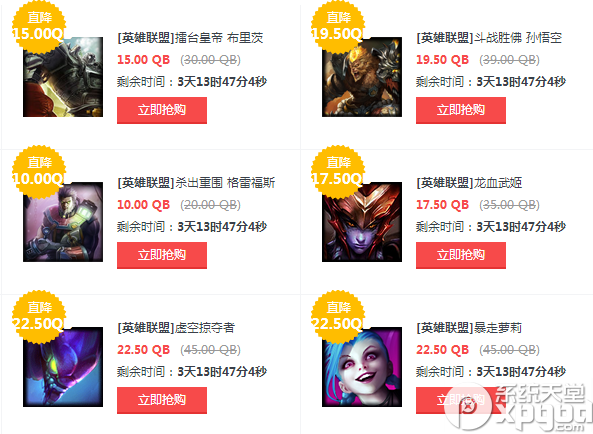 直降
15.00Q
[英雄联盟]擂台皇帝 布里茨
15.00 QB (30.00 QB)
剩余时间：3天13时47分4秒
立即抢购
直降
19.50Q
[英雄联盟]斗战胜佛 孙悟空
19.50 QB (39.00 QB)
剩余时间：3天13时47分4秒
立即抢购
直降
10.00Q
[英雄联盟]杀出重围 格雷福斯
10.00 QB (20.00 QB)
剩余时间：3天13时47分4秒
立即抢购
直降
17.50Q
[英雄联盟]龙血武姬
17.50 QB (35.00 QB)
剩余时间：3天13时47分4秒
立即抢购
直降
22.50Q
[英雄联盟]虚空掠夺者
22.50 QB (45.00 QB)
剩余时间：3天13时47分4秒
立即抢购
直降
22.50Q
[英雄联盟]暴走萝莉
22.50 QB (45.00 QB)
剩余时间：3天13时47分4秒
立即抢购
系统天堂
xpgba
.com